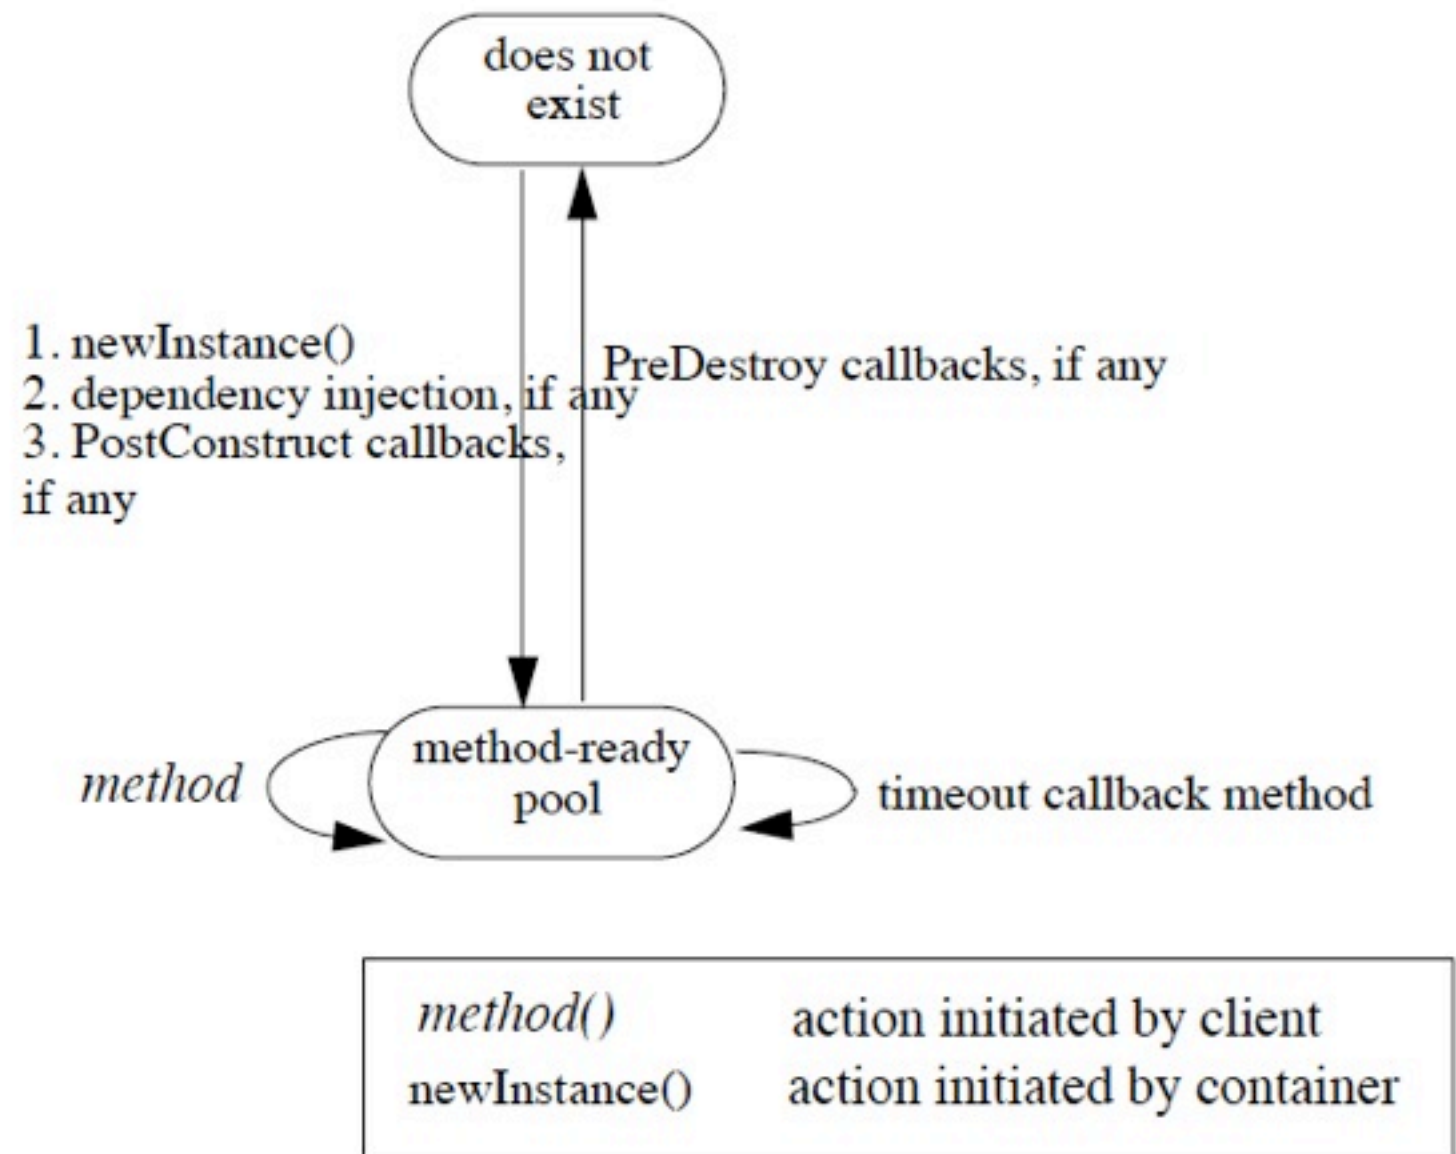 does not
exist
1. newInstance()
2. dependency injection, if any
3. PostConstruct callbacks,
if any
PreDestroy callbacks, if any
method-ready
pool
method
timeout callback method
method() action initiated by client
newInstance() action initiated by container